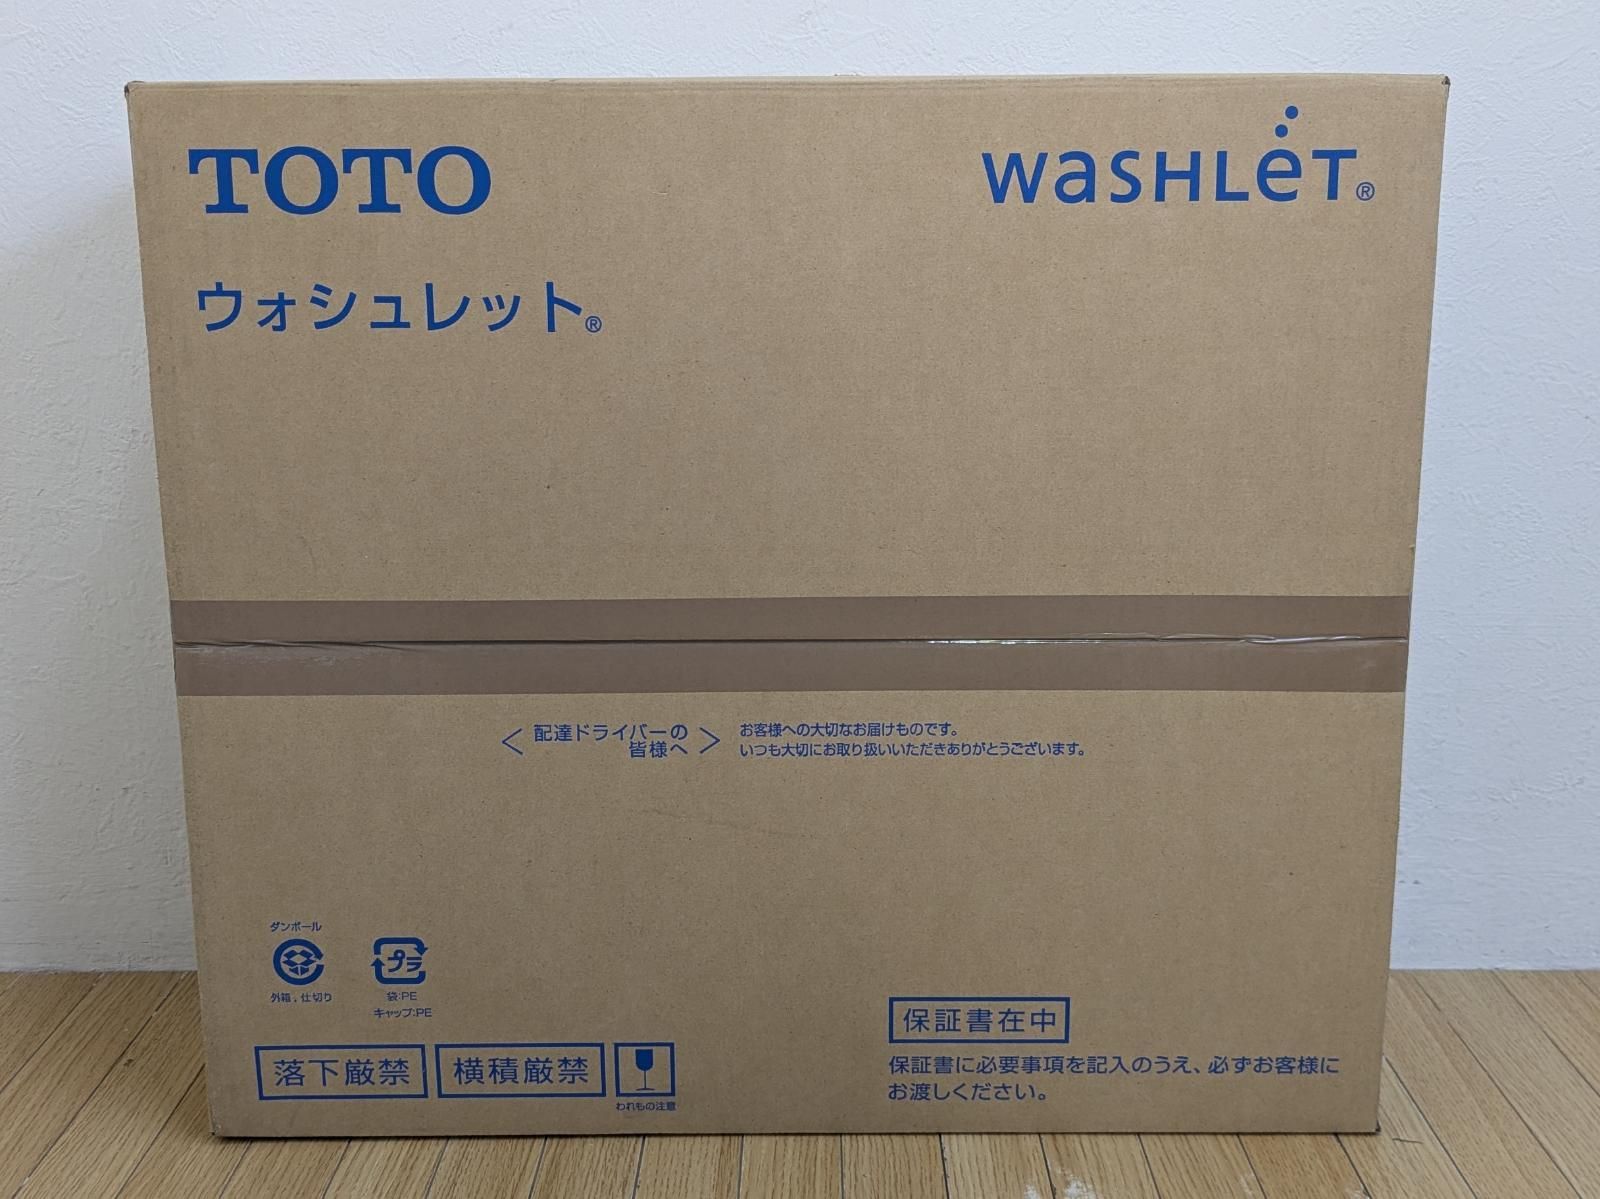 TOTO
WASHLET®
ウォシュレット®
< 配達ドライバーの
皆様へ >
お客様への大切なお届けものです。
いつも大切にお取り扱いいただきありがとうございます。
ダンボール
外箱,仕切り
プラ
袋:PE
キャップ:PE
落下厳禁
横積厳禁
われもの注意
保証書在中
保証書に必要事項を記入のうえ、必ずお客様に
お渡しください。